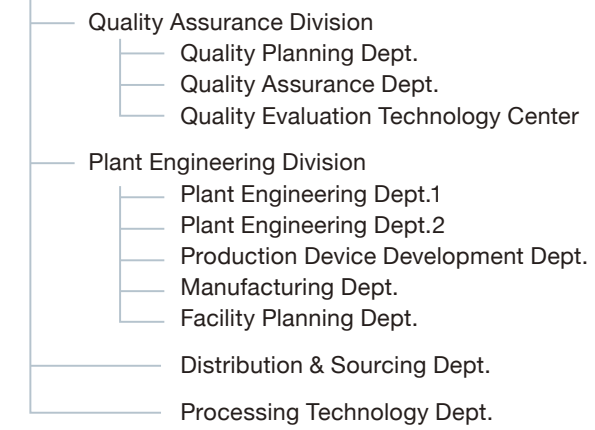 Quality Assurance Division
Quality Planning Dept.
Quality Assurance Dept.
Quality Evaluation Technology Center
Plant Engineering Division
Plant Engineering Dept.1
Plant Engineering Dept.2
Production Device Development Dept.
Manufacturing Dept.
Facility Planning Dept.
Distribution & Sourcing Dept.
Processing Technology Dept.